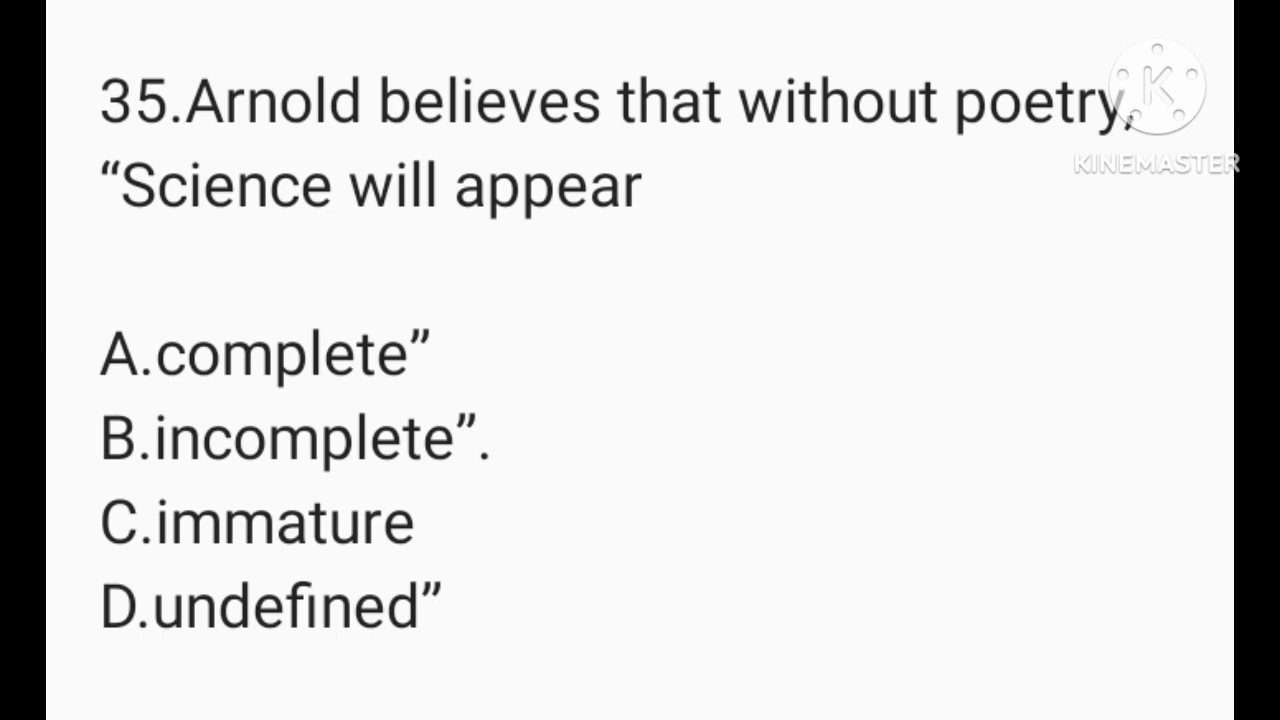 35.Arnold believes that without poetry,
“Science will appear
A.complete”
B.incomplete”.
C.immature
D.undefined”
K
KINEMASTER